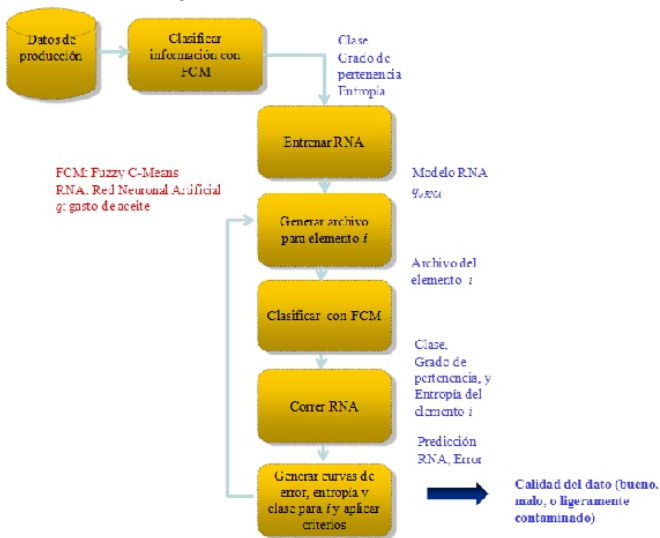 Datos de
producción
Clasificar
información con
FCM
Clase
Grado de
pertenencia
Entropía
Entrenar RNA
FCM: Fuzzy C-Means
RNA: Red Neuronal Artificial
q: gasto de aceite
Modelo RNA
qo RNA
Generar archivo
para elemento i
Archivo del
elemento i
Clasificar con FCM
Clase,
Grado de
pertenencia, y
Entropía del
elemento i
Correr RNA
Predicción
RNA, Error
Generar curvas de
error, entropía y
clase para i y aplicar
criterios
Calidad del dato (bueno,
malo, o ligeramente
contaminado)